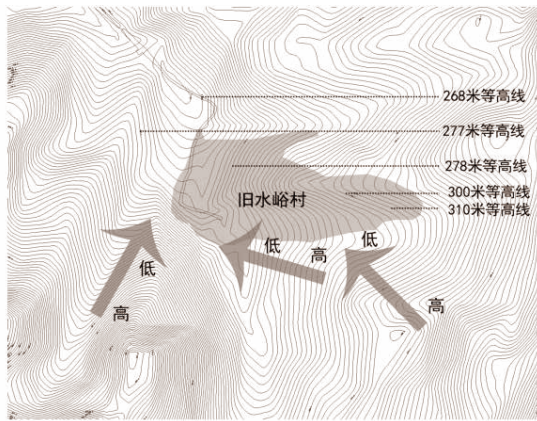 268米等高线
277米等高线
278米等高线
300米等高线
310米等高线
旧水峪村
低
高
低
高
低
高